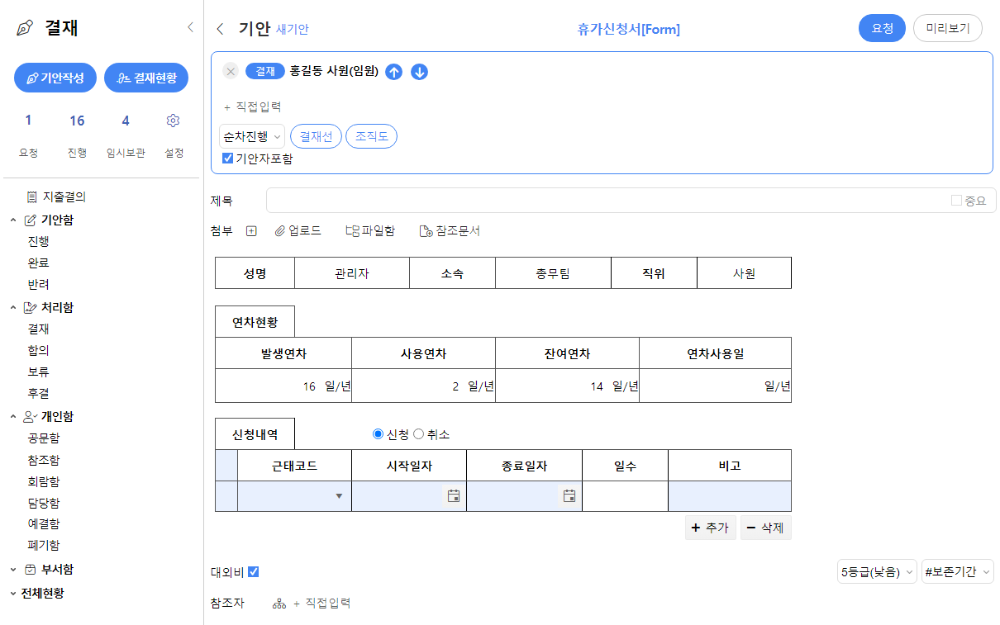 결재
기안작성 결재현황
1 16 4
요청 진행 임시보관 설정
지출결의
기안함
진행
완료
반려
처리함
결재
합의
보류
후결
개인함
공문함
참조함
회람함
담당함
예결함
폐기함
부서함
전체현황
기안 새기안 휴가신청서[Form] 요청 미리보기
결재 홍길동 사원(임원)
+ 직접입력
순차진행 결재선 조직도
기안자포함
제목 중요
첨부 업로드 파일함 참조문서
성명 관리자 소속 총무팀 직위 사원
연차현황
발생연차 사용연차 잔여연차 연차사용일
16 일/년 2 일/년 14 일/년 일/년
신청내역 신청 취소
근태코드 시작일자 종료일자 일수 비고
+ 추가 − 삭제
대외비 5등급(낮음) #보존기간
참조자 + 직접입력